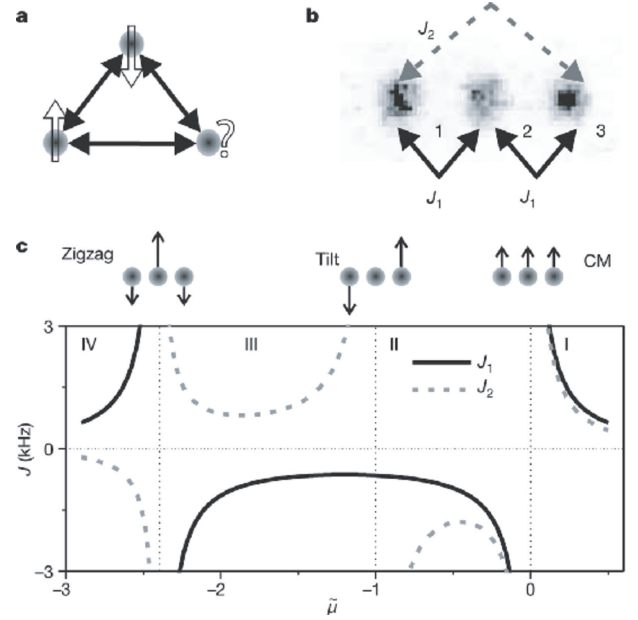 a
?
b
J2
1
2
3
J1
J1
c
Zigzag
Tilt
CM
3
IV
III
II
I
J1
J2
J (kHz)
0
−3
−3
−2
−1
0
μ̃